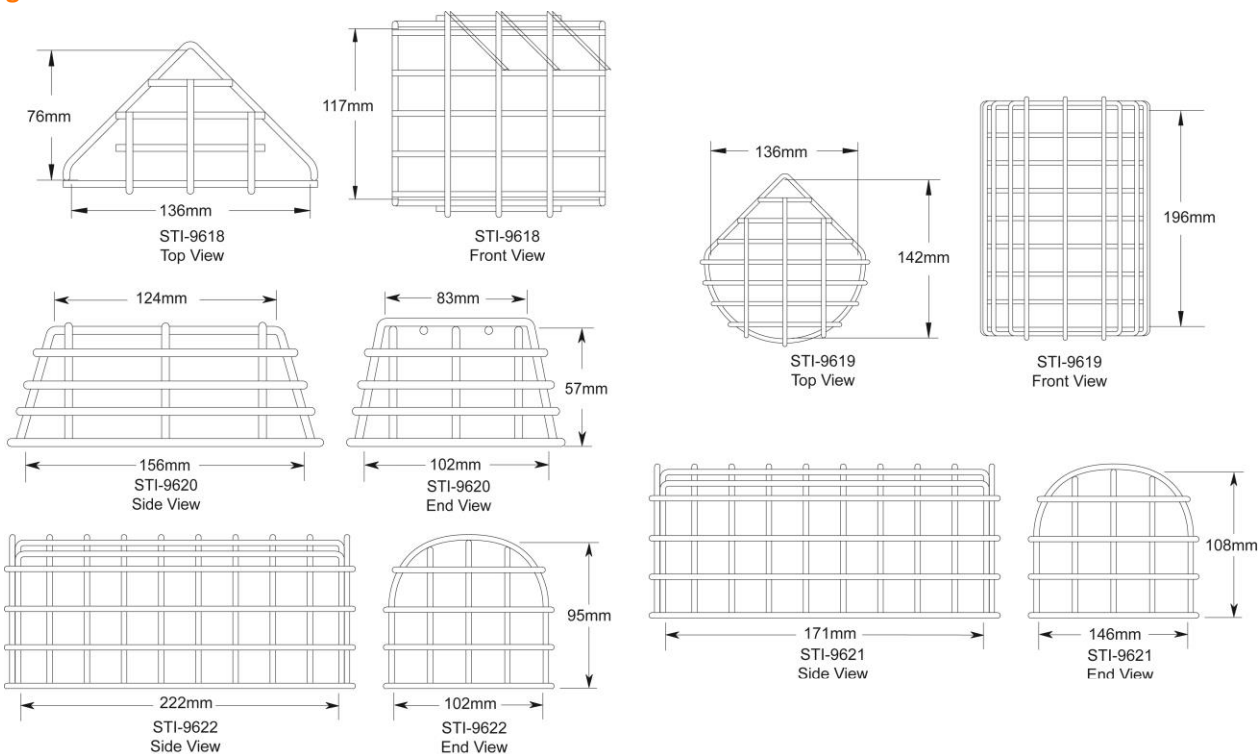 76mm
136mm
STI-9618
Top View
117mm
STI-9618
Front View
136mm
142mm
STI-9619
Top View
196mm
STI-9619
Front View
124mm
156mm
STI-9620
Side View
83mm
57mm
102mm
STI-9620
End View
171mm
STI-9621
Side View
108mm
146mm
STI-9621
End View
222mm
STI-9622
Side View
95mm
102mm
STI-9622
End View